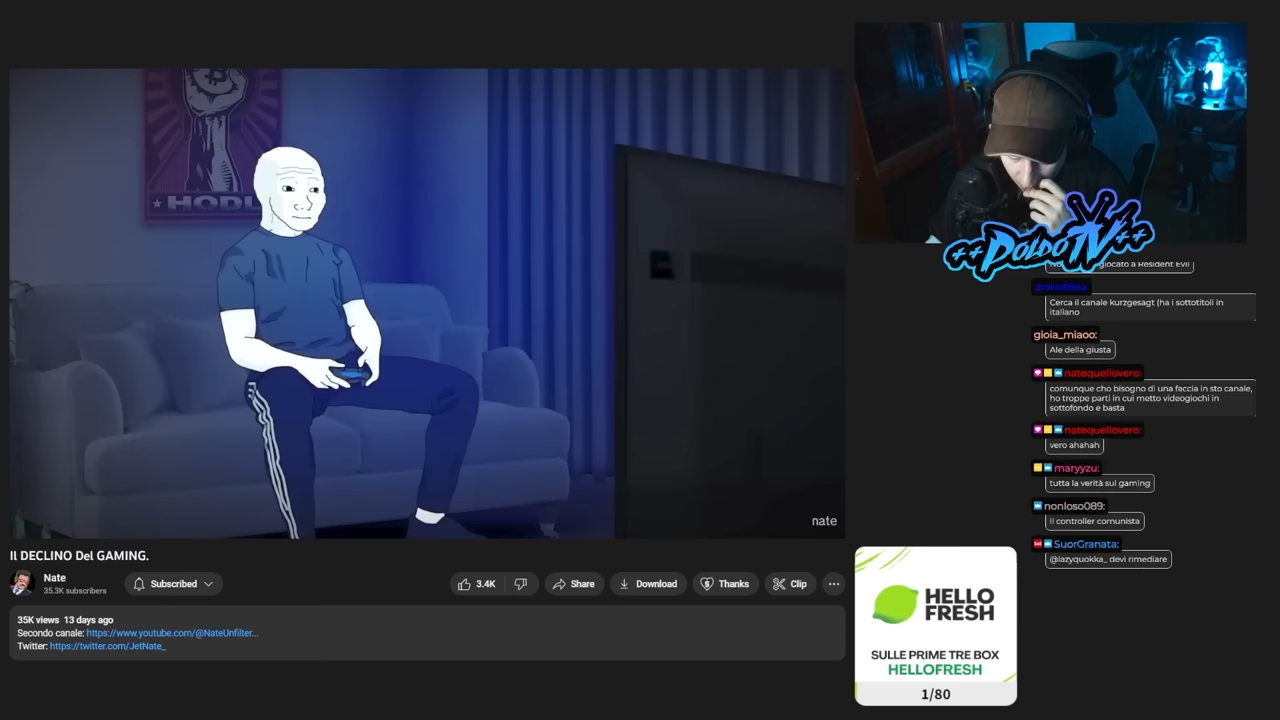 HODL
nate
Il DECLINO Del GAMING.
Nate
35.3K subscribers
Subscribed
3.4K
Share
Download
Thanks
Clip
35K views 13 days ago
Secondo canale: https://www.youtube.com/@NateUnfilter...
Twitter: https://twitter.com/JetNate_
++ DOLDO TV ++
giocato a Resident Evil
Cerca il canale kurzgesagt (ha i sottotitoli in
italiano
gioia_miaoo:
Ale della giusta
natequellovero:
comunque cho bisogno di una faccia in sto canale,
ho troppe parti in cui metto videogiochi in
sottofondo e basta
natequellovero:
vero ahahah
maryyzu:
tutta la verità sul gaming
nonloso089:
Il controller comunista
SuorGranata:
@lazyquokka_ devi rimediare
HELLO
FRESH
SULLE PRIME TRE BOX
HELLOFRESH
1/80